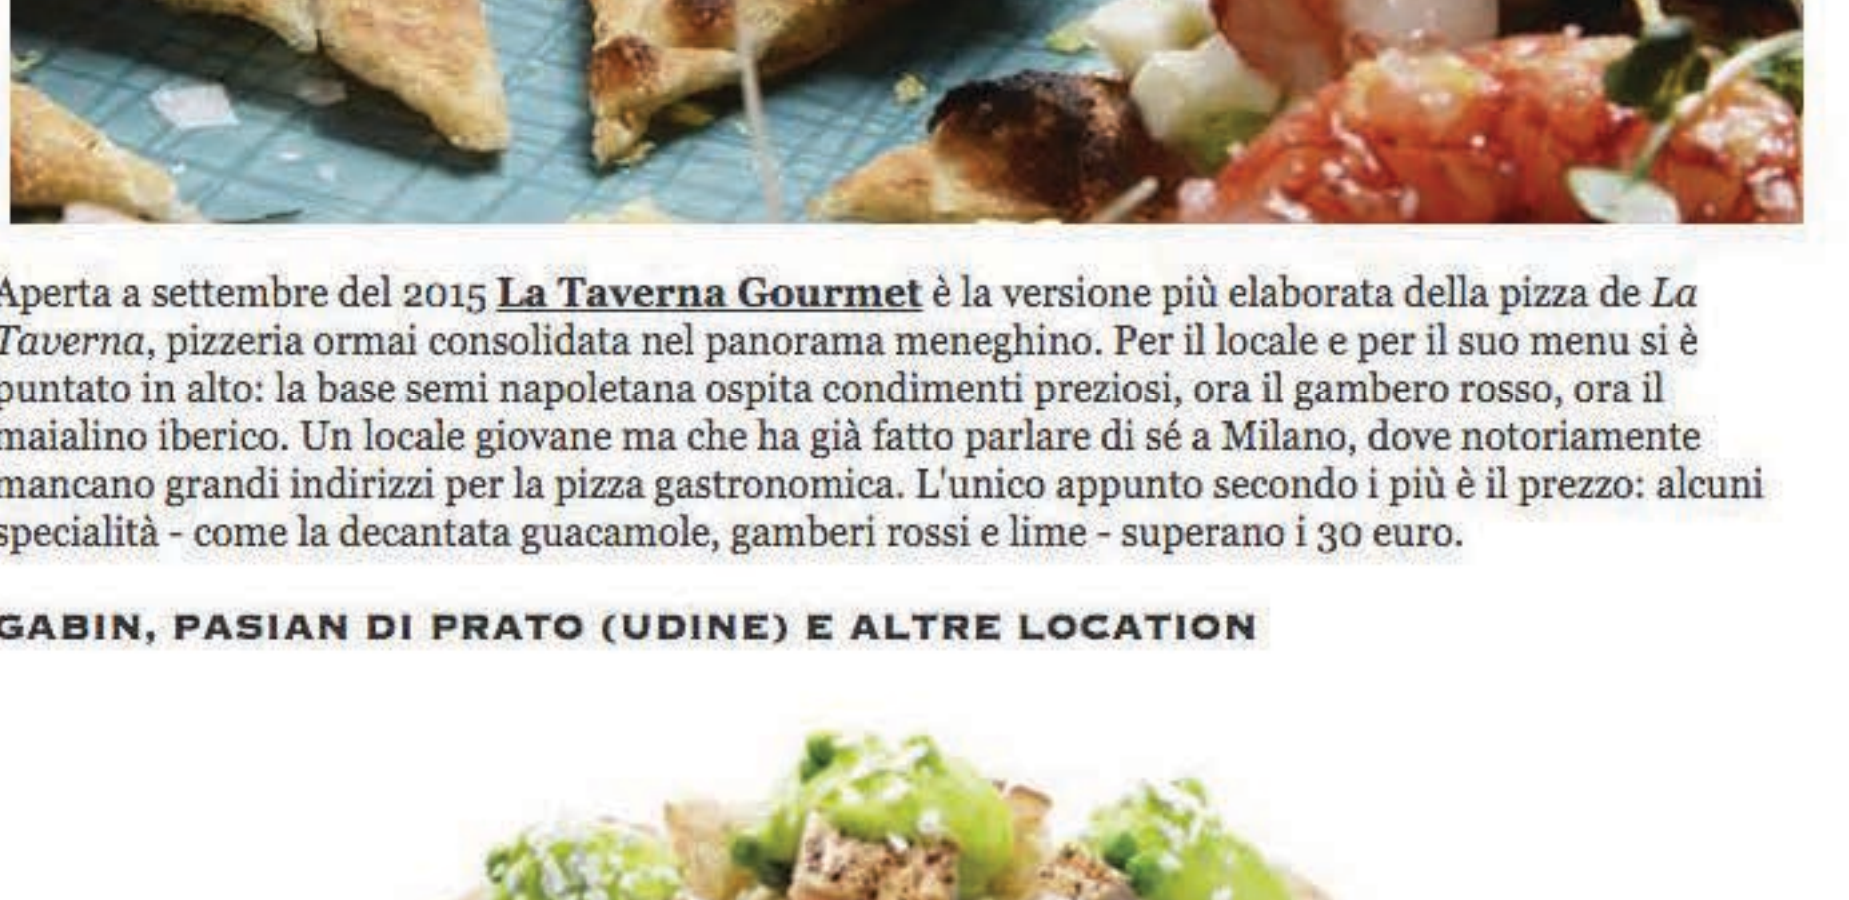 Aperta a settembre del 2015 La Taverna Gourmet è la versione più elaborata della pizza de La
Taverna, pizzeria ormai consolidata nel panorama meneghino. Per il locale e per il suo menu si è
puntato in alto: la base semi napoletana ospita condimenti preziosi, ora il gambero rosso, ora il
maialino iberico. Un locale giovane ma che ha già fatto parlare di sé a Milano, dove notoriamente
mancano grandi indirizzi per la pizza gastronomica. L'unico appunto secondo i più è il prezzo: alcuni
specialità - come la decantata guacamole, gamberi rossi e lime - superano i 30 euro.
GABIN, PASIAN DI PRATO (UDINE) E ALTRE LOCATION